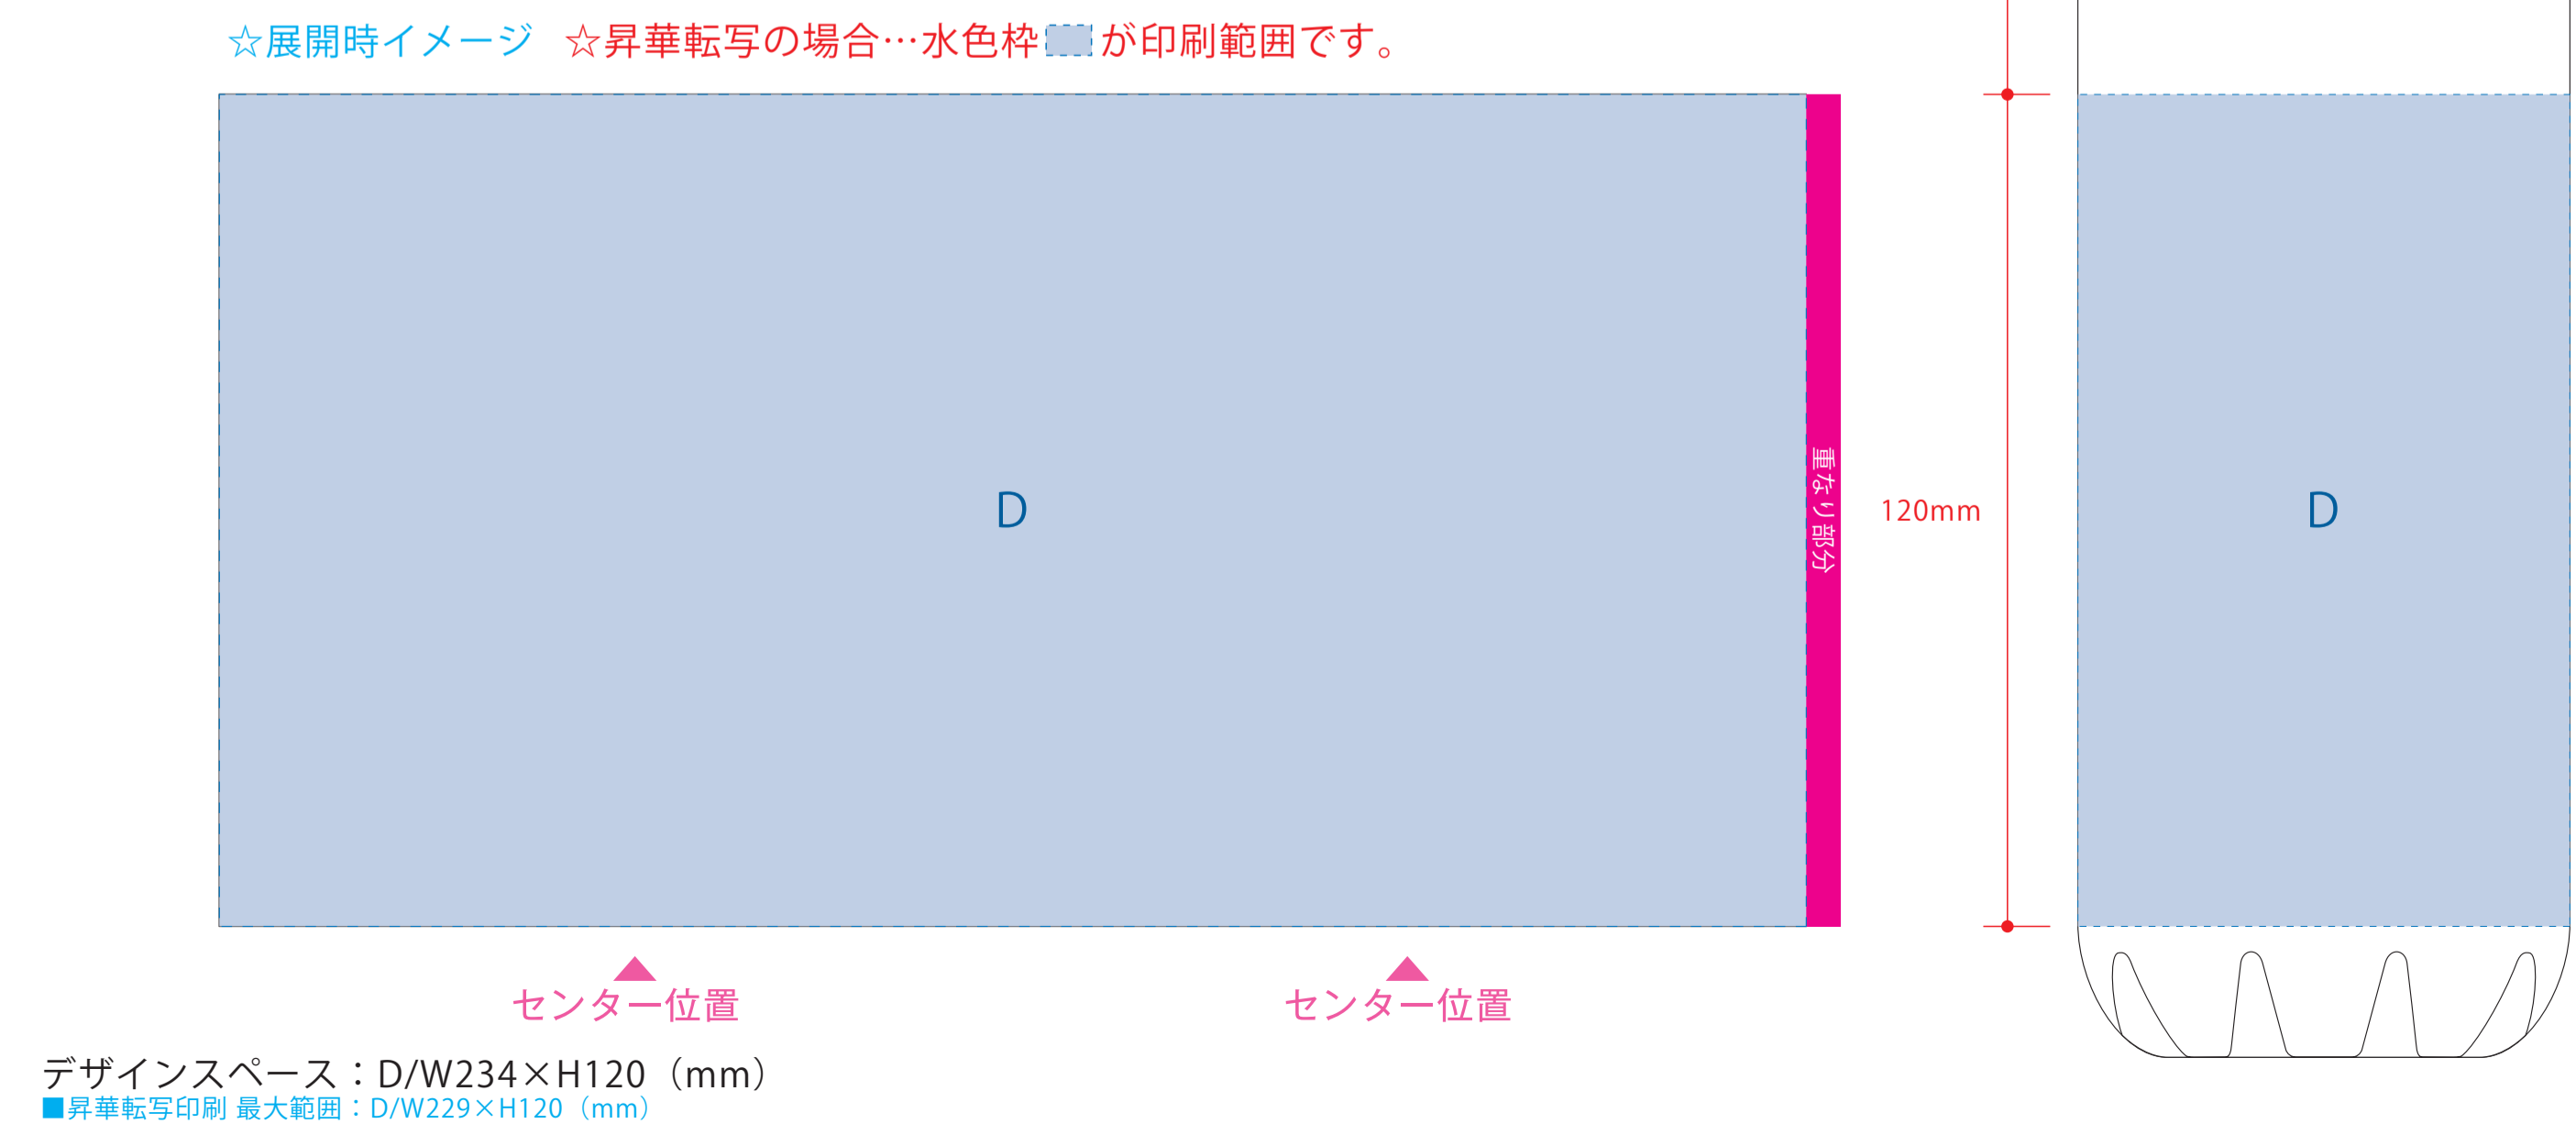 ☆展開時イメージ ☆昇華転写の場合…水色枠 が印刷範囲です。
D
重なり部分
120mm
D
センター位置 センター位置
デザインスペース：D/W234×H120（mm）
■昇華転写印刷 最大範囲：D/W229×H120（mm）